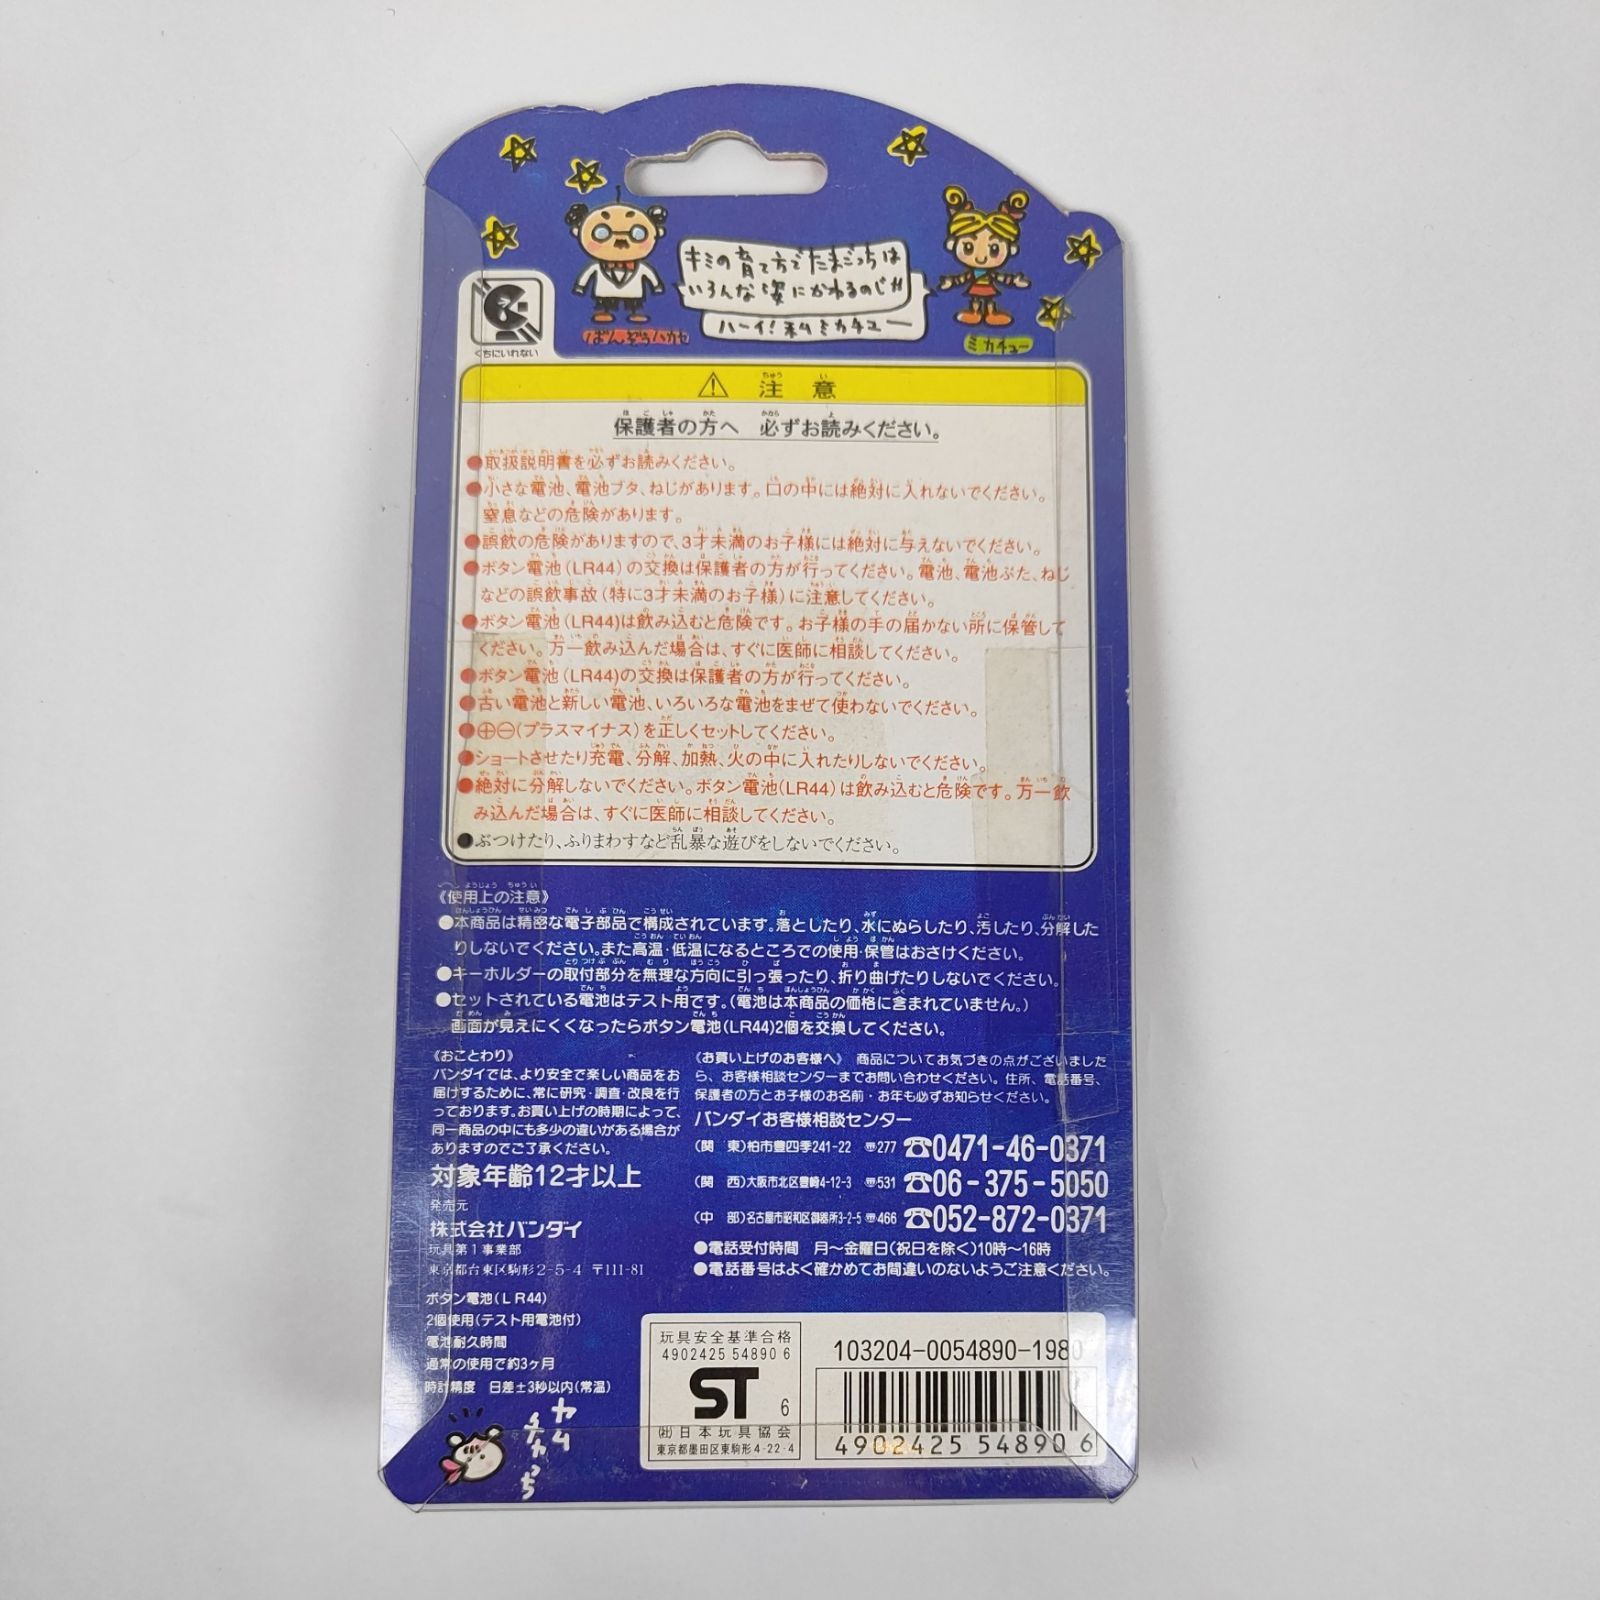 キミの育て方でたまごっちは
いろんな姿にかわるのじゃ
ハーイ!私ミカチュー
ばんぞうハカセ
ミカチュー
くちにいれない
注意
保護者の方へ 必ずお読みください。
●取扱説明書を必ずお読みください。
●小さな電池、電池ブタ、ねじがあります。口の中には絶対に入れないでください。
窒息などの危険があります。
●誤飲の危険がありますので、3才未満のお子様には絶対に与えないでください。
●ボタン電池(LR44)の交換は保護者の方が行ってください。電池、電池ぶた、ねじ
などの誤飲事故(特に3才未満のお子様)に注意してください。
●ボタン電池(LR44)は飲み込むと危険です。お子様の手の届かない所に保管して
ください。万一飲み込んだ場合は、すぐに医師に相談してください。
●ボタン電池(LR44)の交換は保護者の方が行ってください。
●古い電池と新しい電池、いろいろな電池をまぜて使わないでください。
●⊕⊖(プラスマイナス)を正しくセットしてください。
●ショートさせたり充電、分解、加熱、火の中に入れたりしないでください。
●絶対に分解しないでください。ボタン電池(LR44)は飲み込むと危険です。万一飲
み込んだ場合は、すぐに医師に相談してください。
●ぶつけたり、ふりまわすなど乱暴な遊びをしないでください。
《使用上の注意》
●本商品は精密な電子部品で構成されています。落としたり、水にぬらしたり、汚したり、分解した
りしないでください。また高温・低温になるところでの使用・保管はおさけください。
●キーホルダーの取付部分を無理な方向に引っ張ったり、折り曲げたりしないでください。
●セットされている電池はテスト用です。(電池は本商品の価格に含まれていません。)
画面が見えにくくなったらボタン電池(LR44)2個を交換してください。
《おことわり》
バンダイでは、より安全で楽しい商品をお
届けするために、常に研究・調査・改良を行
っております。お買い上げの時期によって、
同一商品の中にも多少の違いがある場合が
ありますのでご了承ください。
対象年齢12才以上
発売元
株式会社バンダイ
玩具第1事業部
東京都台東区駒形2-5-4 〒111-81
ボタン電池(LR44)
2個使用(テスト用電池付)
電池耐久時間
通常の使用で約3ヶ月
時計精度 日差±3秒以内(常温)
《お買い上げのお客様へ》 商品についてお気づきの点がございました
ら、お客様相談センターまでお問い合わせください。住所、電話番号、
保護者の方とお子様のお名前・お年も必ずお知らせください。
バンダイお客様相談センター
(関 東)柏市豊四季241-22 〒277 ☎0471-46-0371
(関 西)大阪市北区豊崎4-12-3 〒531 ☎06-375-5050
(中 部)名古屋市昭和区御器所3-2-5 〒466 ☎052-872-0371
●電話受付時間 月〜金曜日(祝日を除く)10時〜16時
●電話番号はよく確かめてお間違いのないようご注意ください。
玩具安全基準合格
4902425 54890 6
ST 6
(社)日本玩具協会
東京都墨田区東駒形4-22-4
103204-0054890-1980
4902425 548906